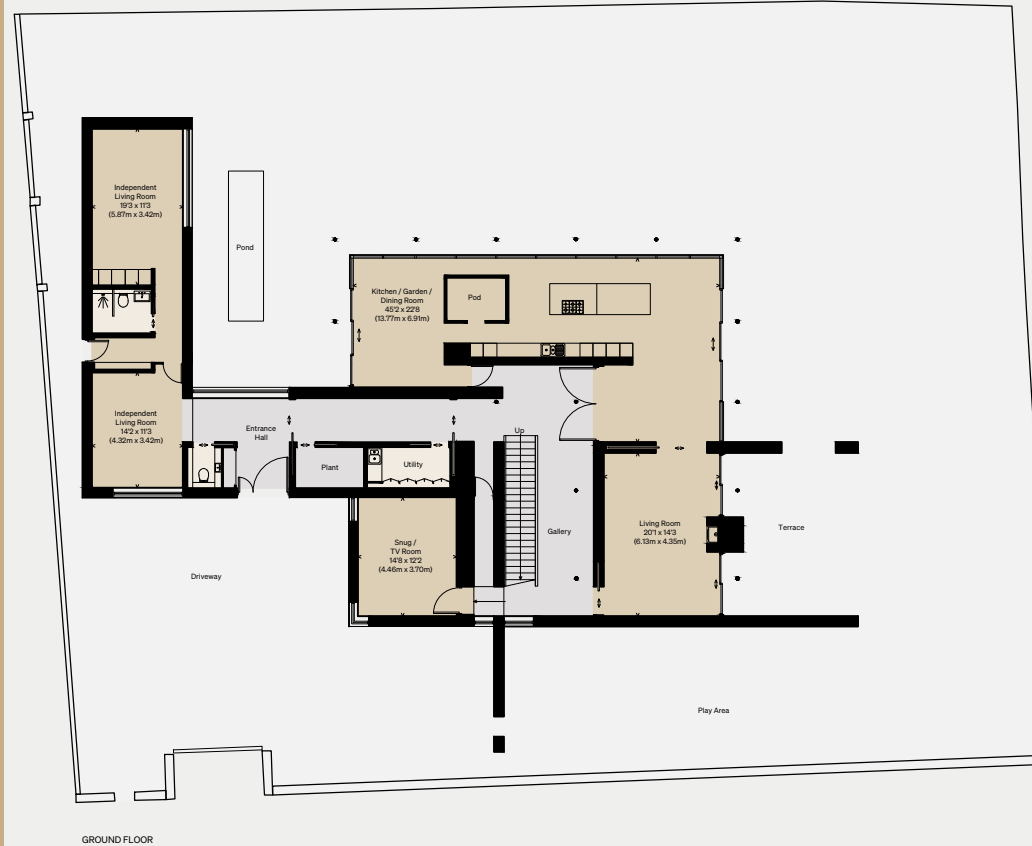 Independent
Living Room
19'3 x 11'3
(5.87m x 3.42m)
Pond
Kitchen / Garden /
Dining Room
45'2 x 22'8
(13.77m x 6.91m)
Pod
Independent
Living Room
14'2 x 11'3
(4.32m x 3.42m)
Entrance
Hall
Up
Plant
Utility
Snug /
TV Room
14'8 x 12'2
(4.46m x 3.70m)
Gallery
Living Room
20'1 x 14'3
(6.13m x 4.35m)
Terrace
Driveway
Play Area
GROUND FLOOR